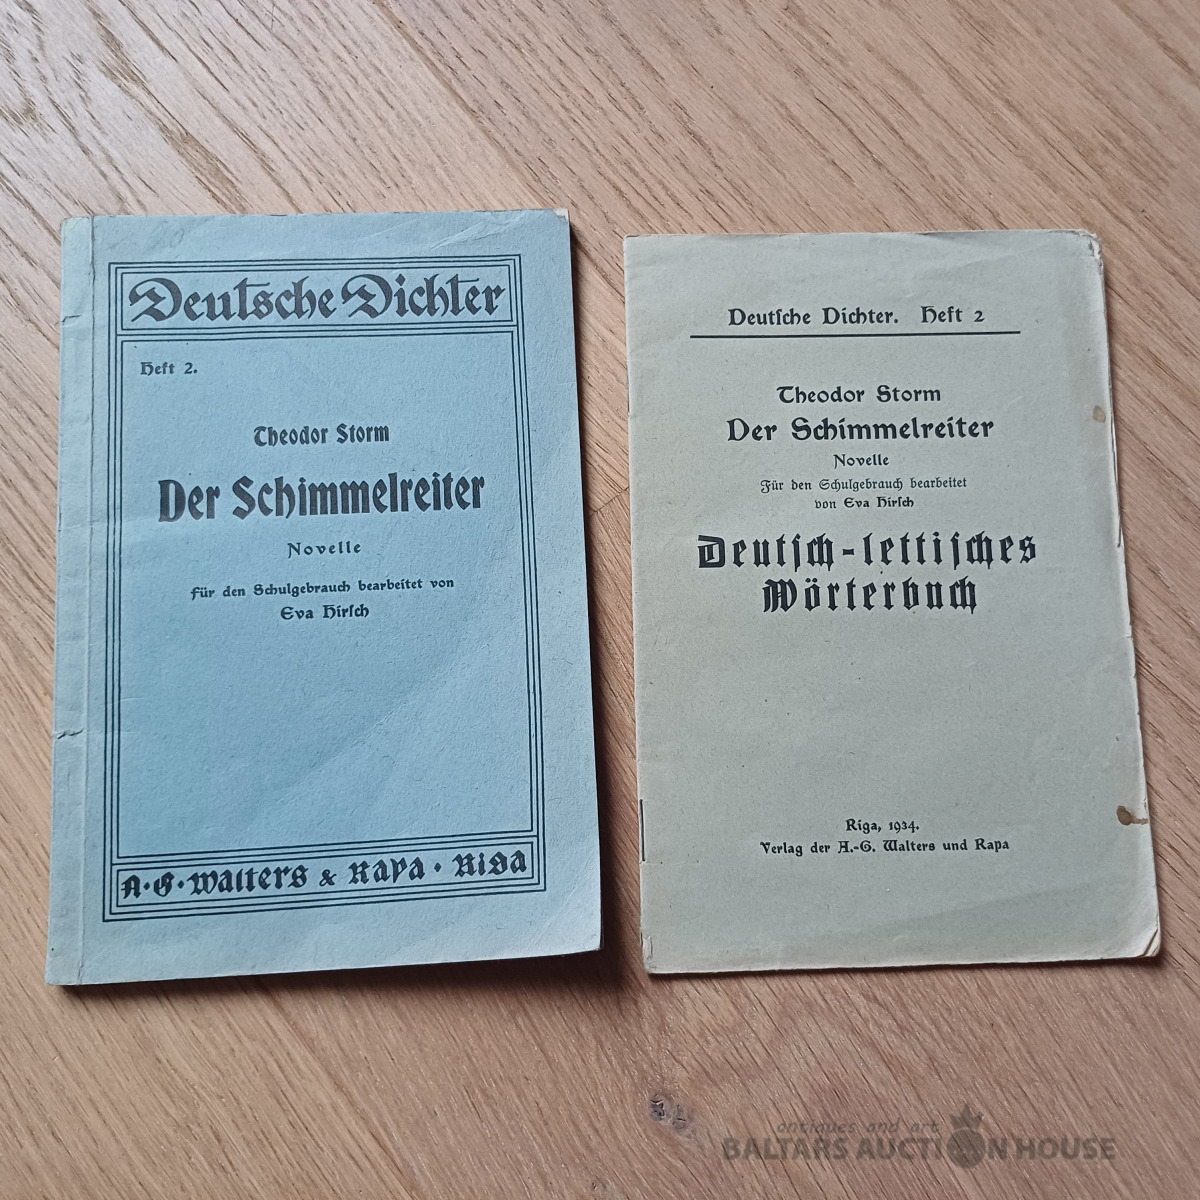 Deutsche Dichter
Heft 2.
Theodor Storm
Der Schimmelreiter
Novelle
für den Schulgebrauch bearbeitet von
Eva Hirſch
A.-G. Walters & Rapa · Riga
Deutſche Dichter. Heft 2
Theodor Storm
Der Schimmelreiter
Novelle
Für den Schulgebrauch bearbeitet
von Eva Hirſch
Deutſch-lettiſches
Wörterbuch
Riga, 1934.
Verlag der A.-G. Walters und Rapa
antiques and art
BALTARS AUCTION HOUSE